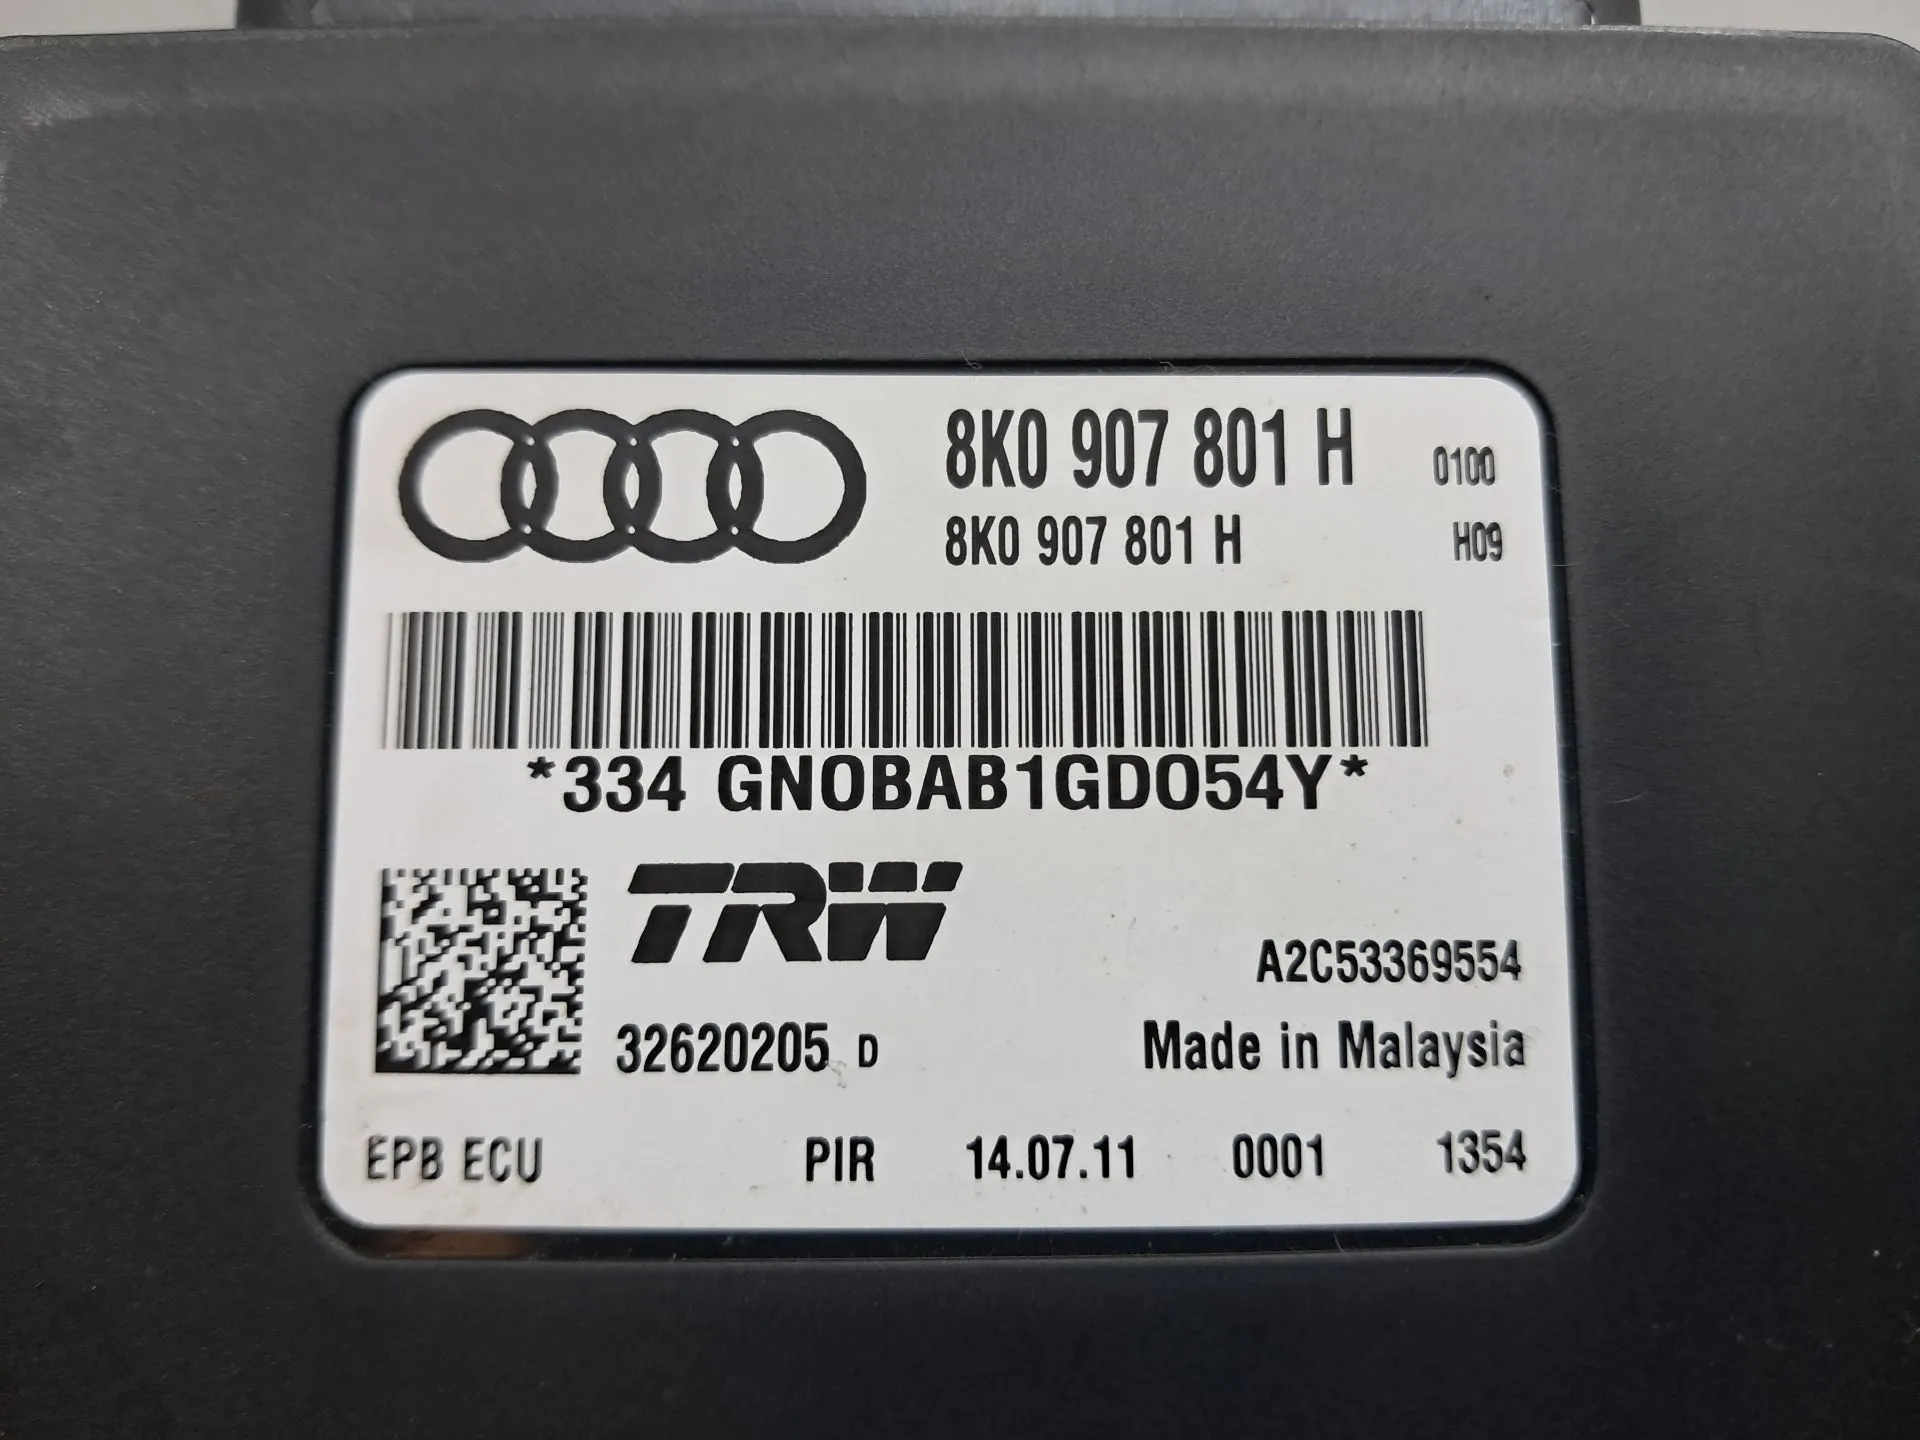 8K0 907 801 H 0100
8K0 907 801 H H09
*334 GN0BAB1GD054Y*
TRW
A2C53369554
32620205 D Made in Malaysia
EPB ECU PIR 14.07.11 0001 1354